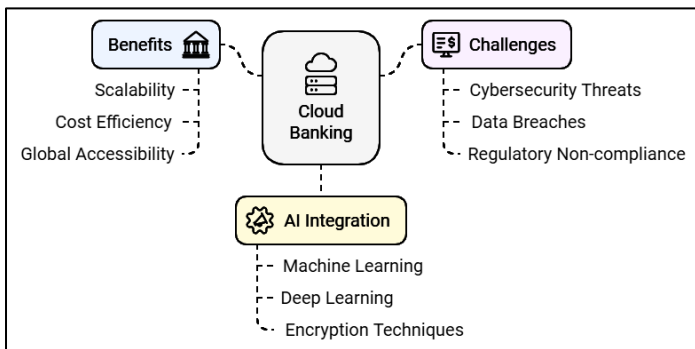 Benefits
Scalability
Cost Efficiency
Global Accessibility
Cloud
Banking
Challenges
Cybersecurity Threats
Data Breaches
Regulatory Non-compliance
AI Integration
Machine Learning
Deep Learning
Encryption Techniques